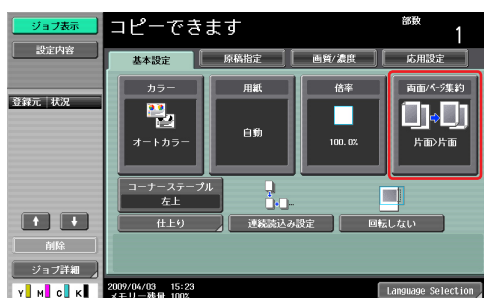 ジョブ表示
設定内容
登録元 状況
削除
ジョブ詳細
Y M C K
コピーできます
部数
1
基本設定 原稿指定 画質/濃度 応用設定
カラー
オートカラー
用紙
自動
倍率
100.0%
両面/ページ集約
片面>片面
コーナーステープル
左上
仕上り
連続読込み設定
回転しない
2009/04/03 15:23
メモリー残量 100%
Language Selection